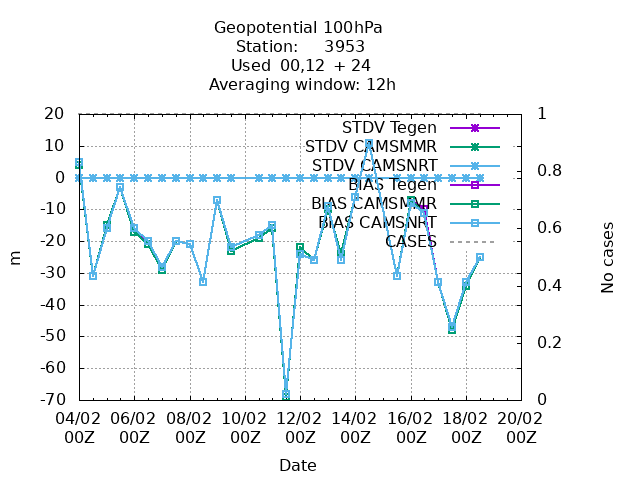 Geopotential 100hPa
Station: 3953
Used 00,12 + 24
Averaging window: 12h
20
10
0
-10
-20
-30
-40
-50
-60
-70
m
1
0.8
0.6
0.4
0.2
0
No cases
STDV Tegen
STDV CAMSMMR
STDV CAMSNRT
BIAS Tegen
BIAS CAMSMMR
BIAS CAMSNRT
CASES
04/02 06/02 08/02 10/02 12/02 14/02 16/02 18/02 20/02
00Z 00Z 00Z 00Z 00Z 00Z 00Z 00Z 00Z
Date